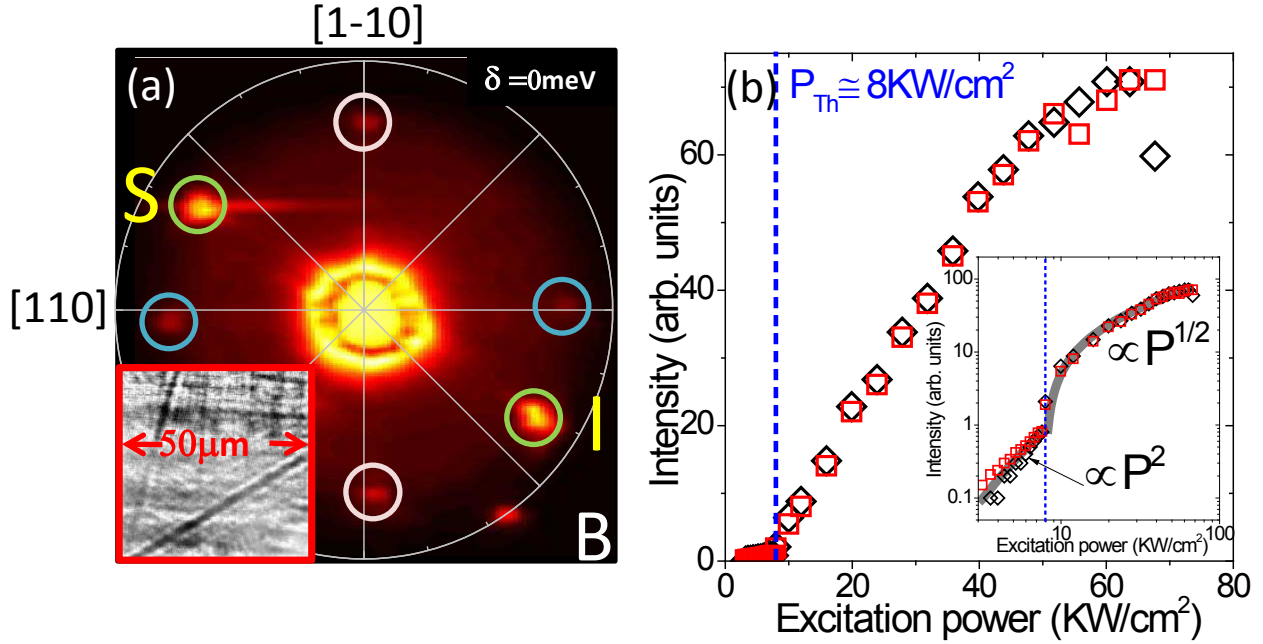 [1-10]
(a)
δ =0meV
S
[110]
I
50μm
B
(b)
P_Th ≅ 8KW/cm²
Intensity (arb. units)
60
40
20
0
0 20 40 60 80
Excitation power (KW/cm²)
Intensity (arb. units)
100
10
1
0.1
∝P^1/2
∝P²
10 100
Excitation power (KW/cm²)